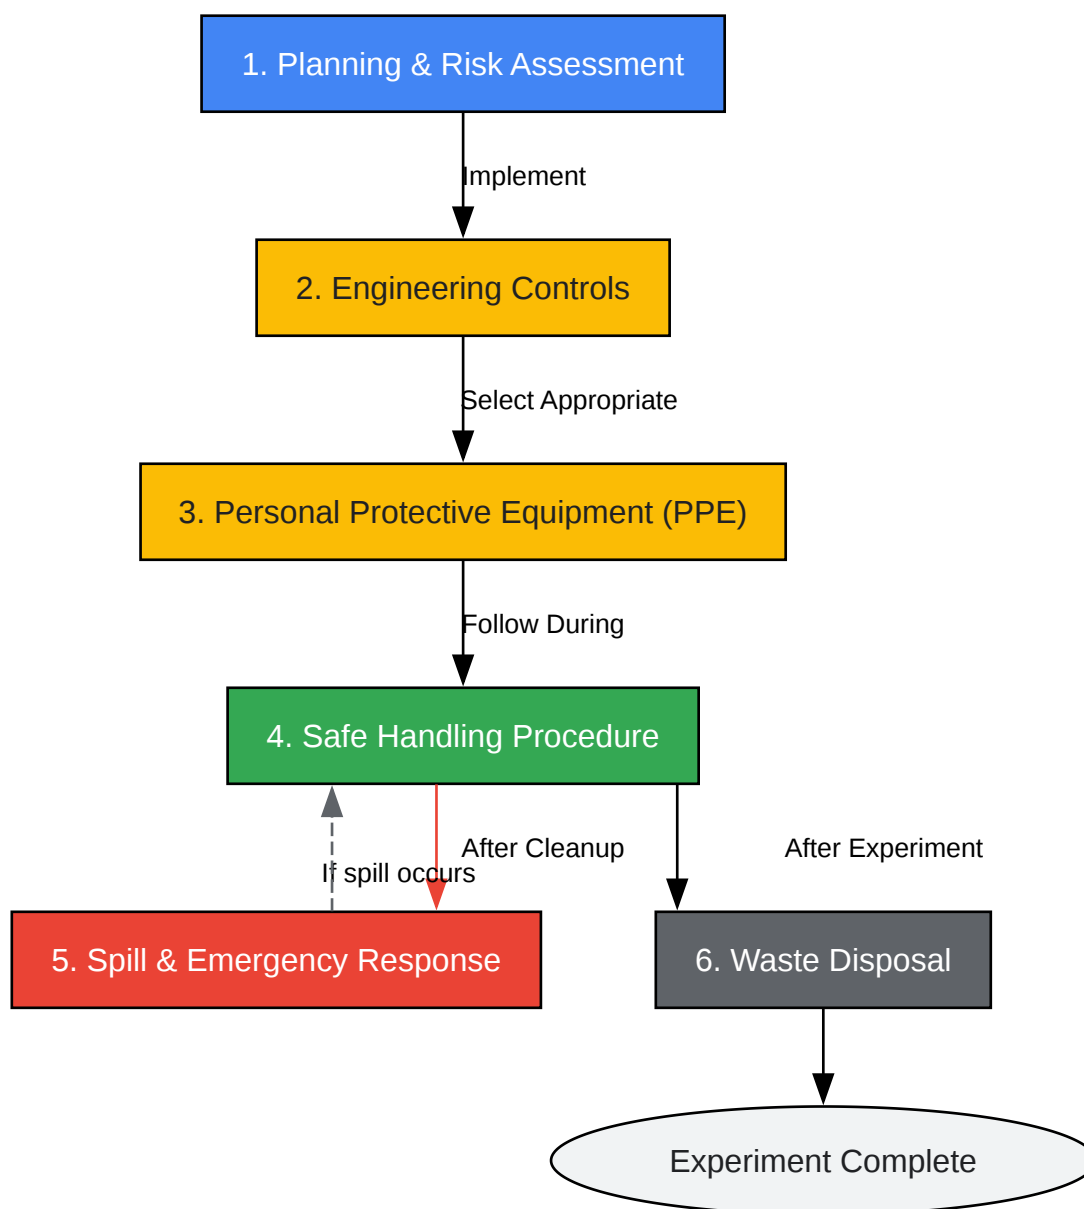 1. Planning & Risk Assessment
Implement
2. Engineering Controls
Select Appropriate
3. Personal Protective Equipment (PPE)
Follow During
4. Safe Handling Procedure
After Cleanup
After Experiment
If spill occurs
5. Spill & Emergency Response
6. Waste Disposal
Experiment Complete